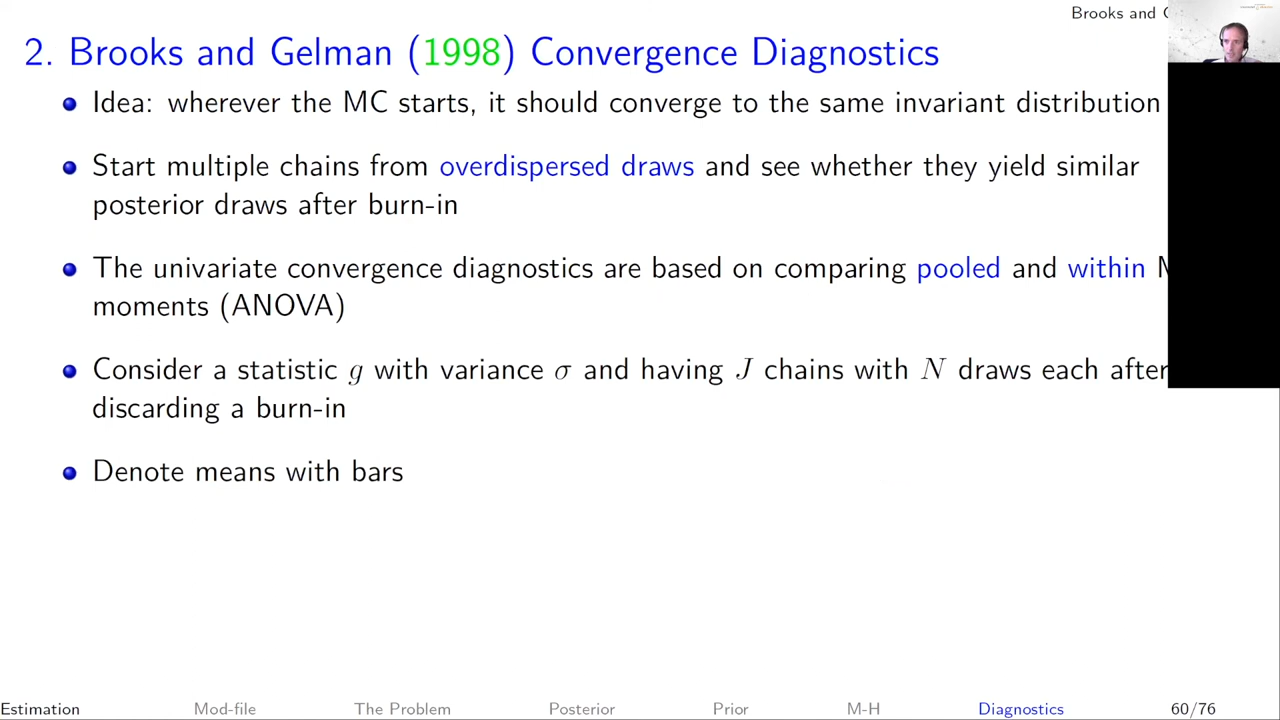 Brooks and
2. Brooks and Gelman (1998) Convergence Diagnostics
Idea: wherever the MC starts, it should converge to the same invariant distribution
Start multiple chains from overdispersed draws and see whether they yield similar
posterior draws after burn-in
The univariate convergence diagnostics are based on comparing pooled and within
moments (ANOVA)
Consider a statistic g with variance σ and having J chains with N draws each after
discarding a burn-in
Denote means with bars
Estimation Mod-file The Problem Posterior Prior M-H Diagnostics 60/76